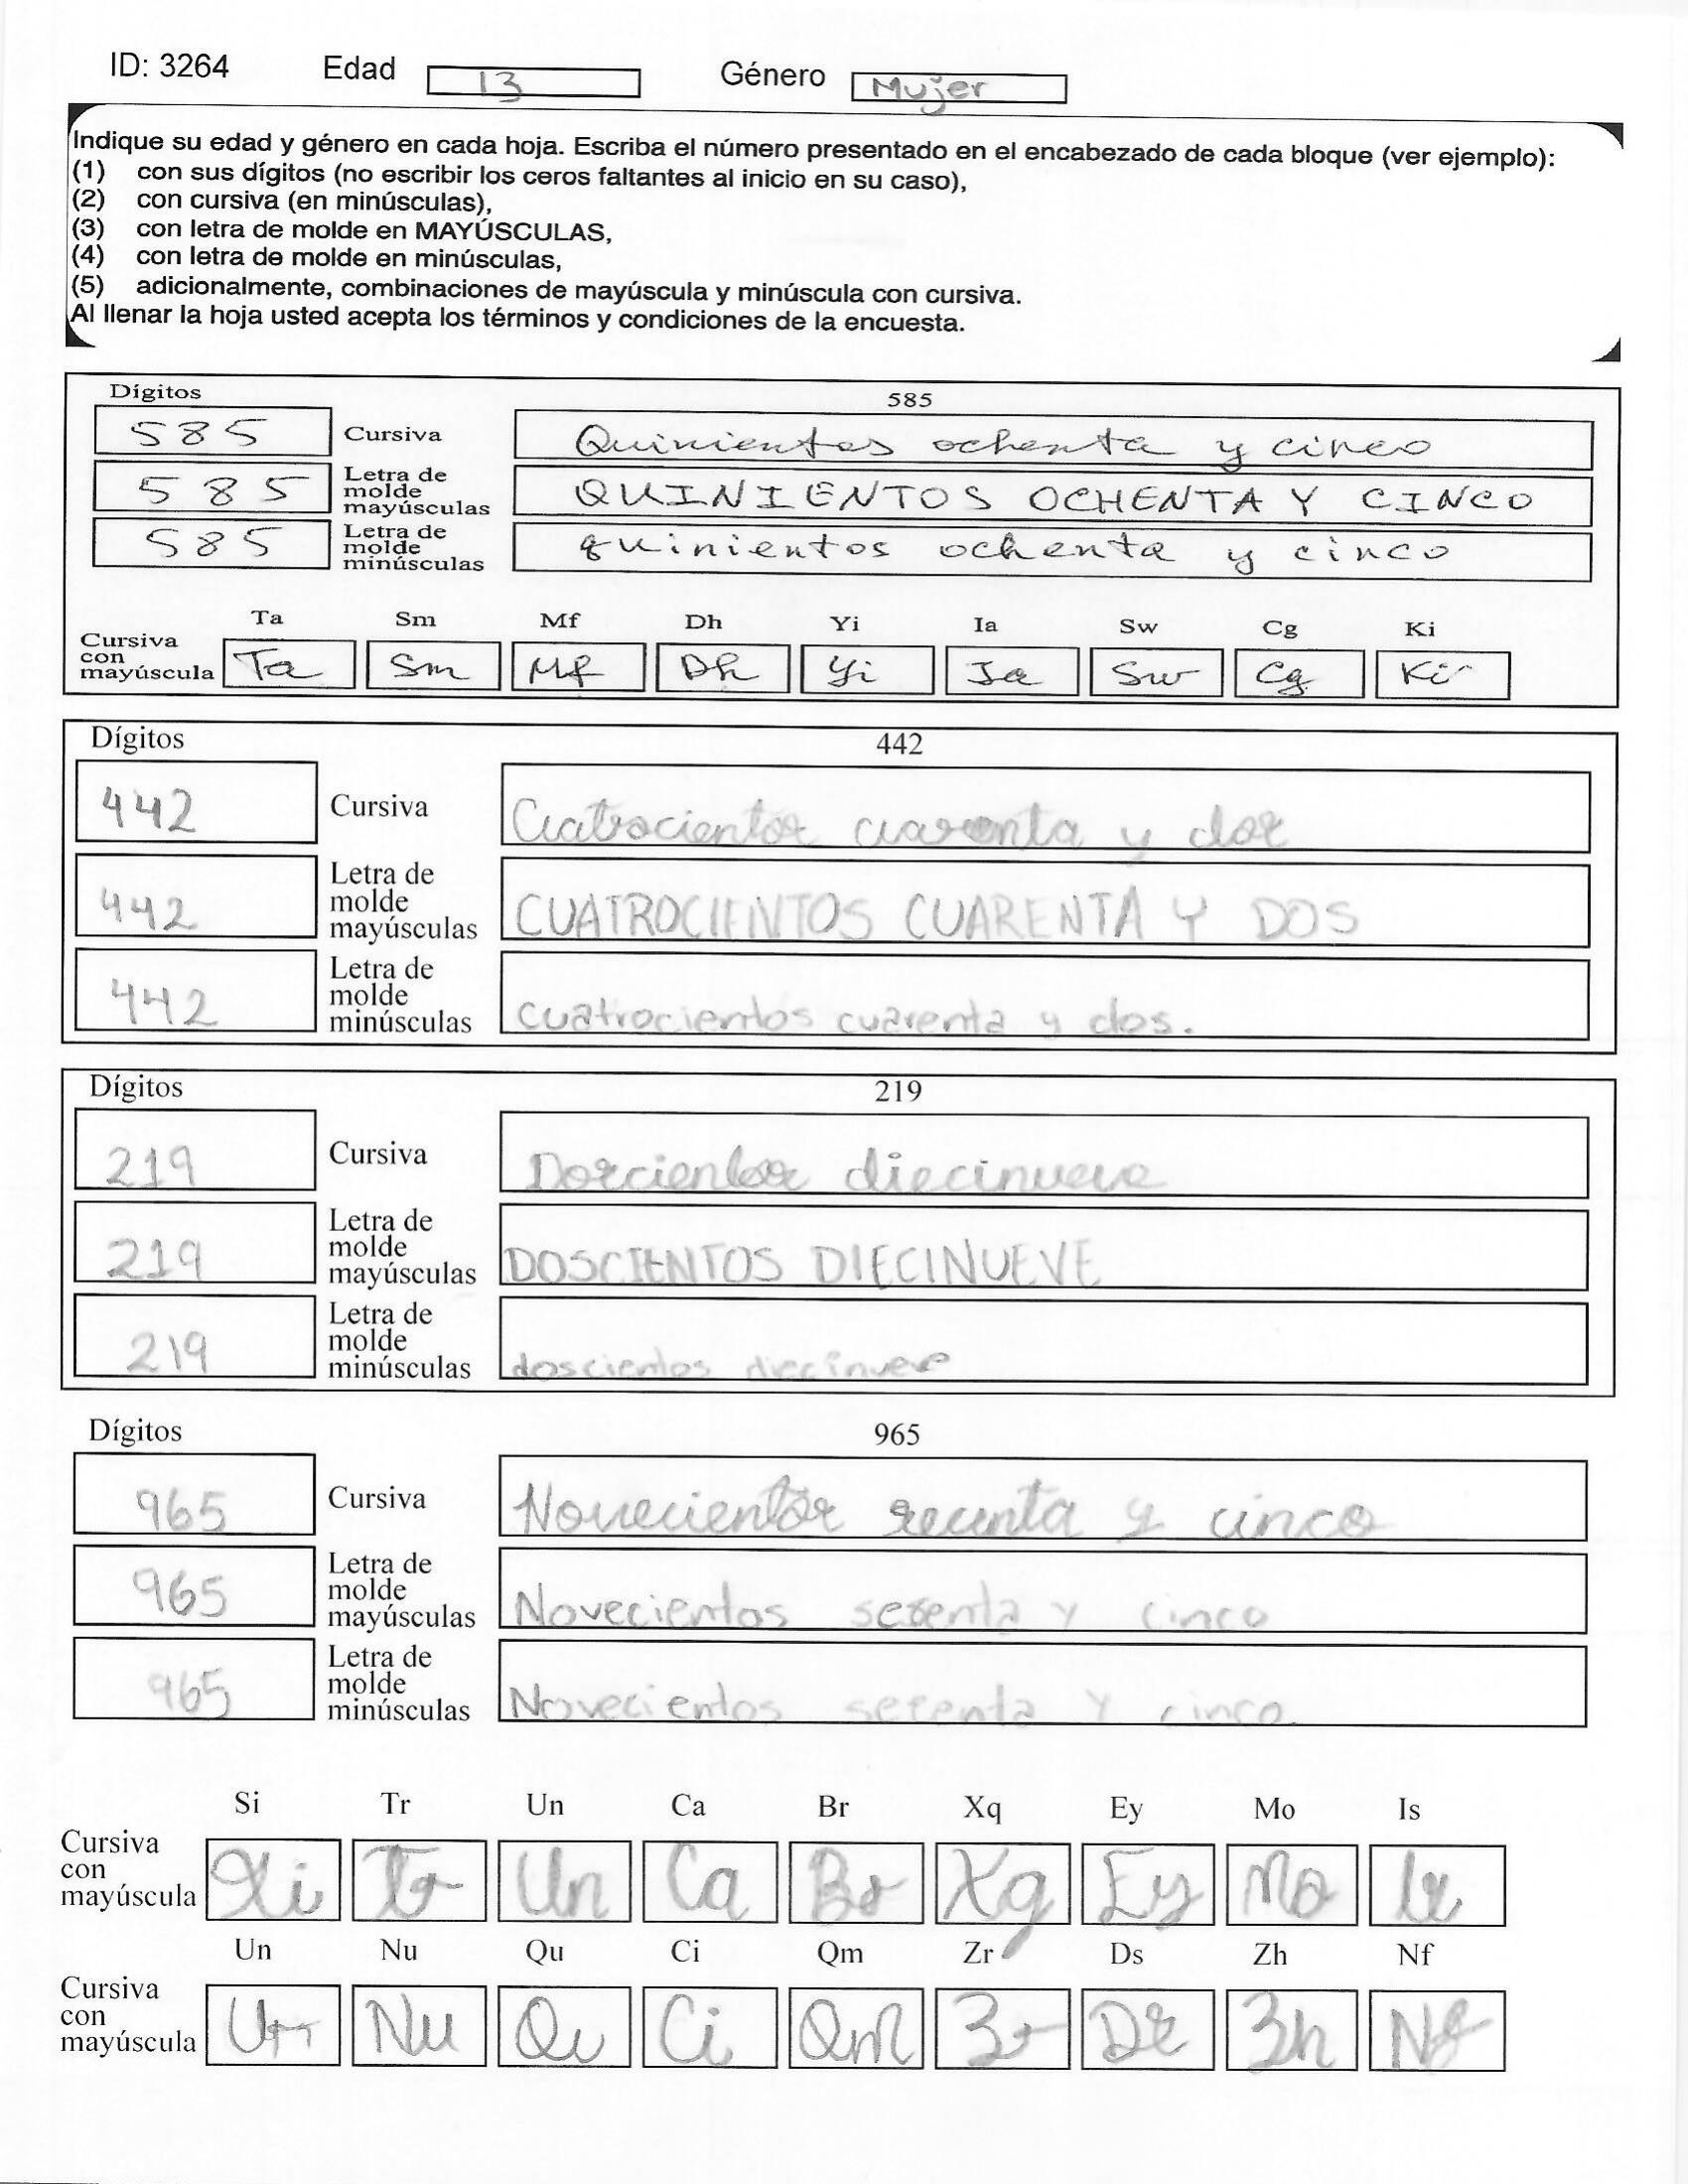 ID: 3264 Edad 13 Género Mujer
Indique su edad y género en cada hoja. Escriba el número presentado en el encabezado de cada bloque (ver ejemplo):
(1) con sus dígitos (no escribir los ceros faltantes al inicio en su caso),
(2) con cursiva (en minúsculas),
(3) con letra de molde en MAYÚSCULAS,
(4) con letra de molde en minúsculas,
(5) adicionalmente, combinaciones de mayúscula y minúscula con cursiva.
Al llenar la hoja usted acepta los términos y condiciones de la encuesta.
Dígitos 585
585 Cursiva Quinientos ochenta y cinco
585 Letra de molde mayúsculas QUINIENTOS OCHENTA Y CINCO
585 Letra de molde minúsculas quinientos ochenta y cinco
Ta Sm Mf Dh Yi Ia Sw Cg Ki
Cursiva con mayúscula Ta Sm Mf Dh Yi Ia Sw Cg Ki
Dígitos 442
442 Cursiva Cuatrocientos cuarenta y dos
442 Letra de molde mayúsculas CUATROCIENTOS CUARENTA Y DOS
442 Letra de molde minúsculas cuatrocientos cuarenta y dos.
Dígitos 219
219 Cursiva Doscientos diecinueve
219 Letra de molde mayúsculas DOSCIENTOS DIECINUEVE
219 Letra de molde minúsculas doscientos
Dígitos 965
965 Cursiva Novecientos y cinco
965 Letra de molde mayúsculas Novecientos sesenta y cinco
965 Letra de molde minúsculas Novecientos Y cinco
Si Tr Un Ca Br Xq Ey Mo Is
Cursiva con mayúscula Si Tr Un Ca Br Xq Ey Mo Is
Un Nu Qu Ci Qm Zr Ds Zh Nf
Cursiva con mayúscula Un Nu Qu Ci Qm Zr Ds Zh Nf